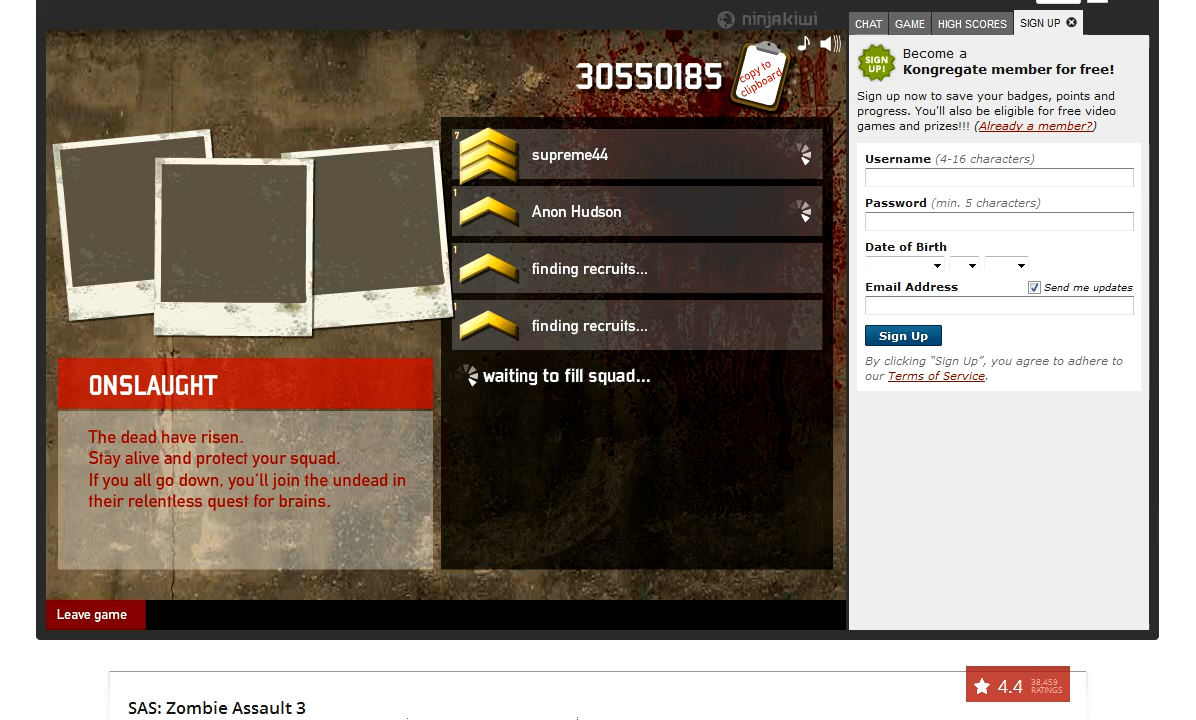 ninjakiwi
CHAT GAME HIGH SCORES SIGN UP
30550185
copy to
clipboard
7
supreme44
1
Anon Hudson
1
finding recruits...
1
finding recruits...
waiting to fill squad...
ONSLAUGHT
The dead have risen.
Stay alive and protect your squad.
If you all go down, you'll join the undead in
their relentless quest for brains.
Leave game
SIGN
UP!
Become a
Kongregate member for free!
Sign up now to save your badges, points and
progress. You'll also be eligible for free video
games and prizes!!! (Already a member?)
Username (4-16 characters)
Password (min. 5 characters)
Date of Birth
Email Address Send me updates
Sign Up
By clicking “Sign Up”, you agree to adhere to
our Terms of Service.
4.4 38,459
RATINGS
SAS: Zombie Assault 3